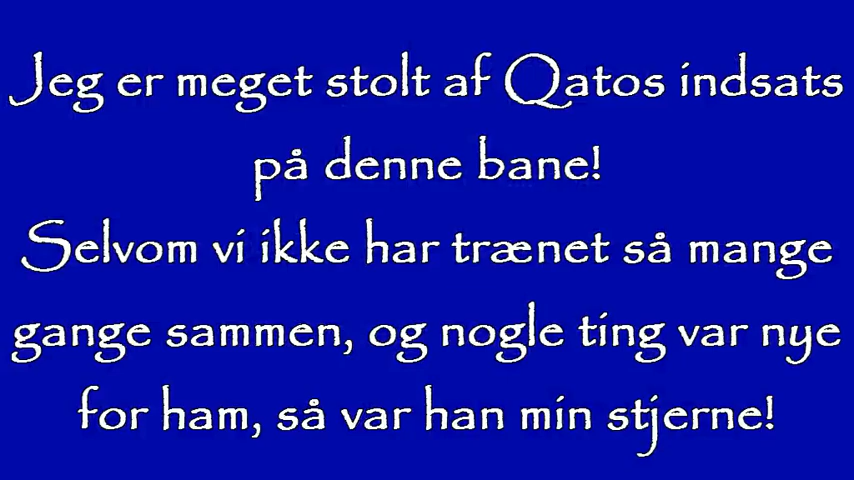 Jeg er meget stolt af Qatos indsats
på denne bane!
Selvom vi ikke har trænet så mange
gange sammen, og nogle ting var nye
for ham, så var han min stjerne!